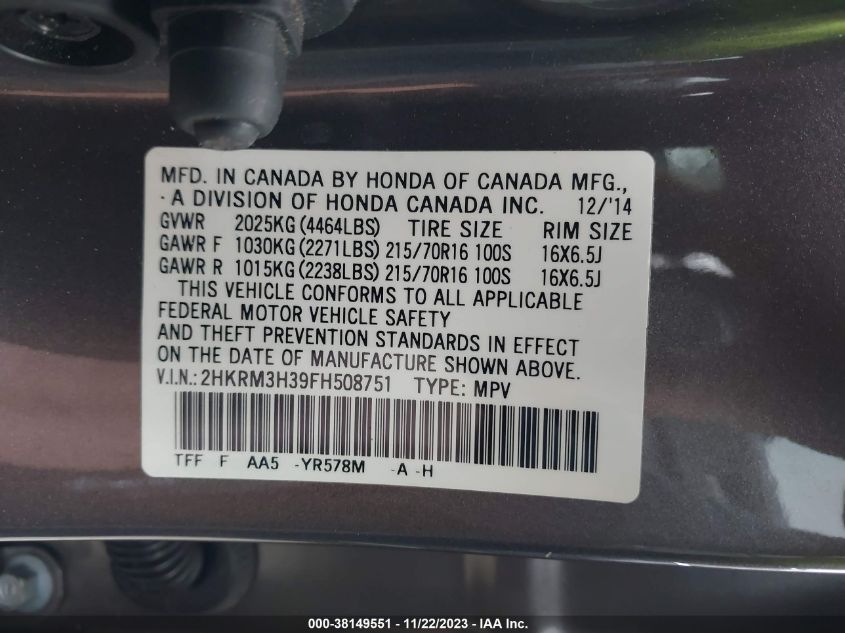 MFD. IN CANADA BY HONDA OF CANADA MFG.,
- A DIVISION OF HONDA CANADA INC. 12/'14
GVWR 2025KG (4464LBS) TIRE SIZE RIM SIZE
GAWR F 1030KG (2271LBS) 215/70R16 100S 16X6.5J
GAWR R 1015KG (2238LBS) 215/70R16 100S 16X6.5J
THIS VEHICLE CONFORMS TO ALL APPLICABLE
FEDERAL MOTOR VEHICLE SAFETY
AND THEFT PREVENTION STANDARDS IN EFFECT
ON THE DATE OF MANUFACTURE SHOWN ABOVE.
V.I.N.: 2HKRM3H39FH508751 TYPE: MPV
TFF F AA5 -YR578M -A -H
000-38149551 - 11/22/2023 - IAA Inc.